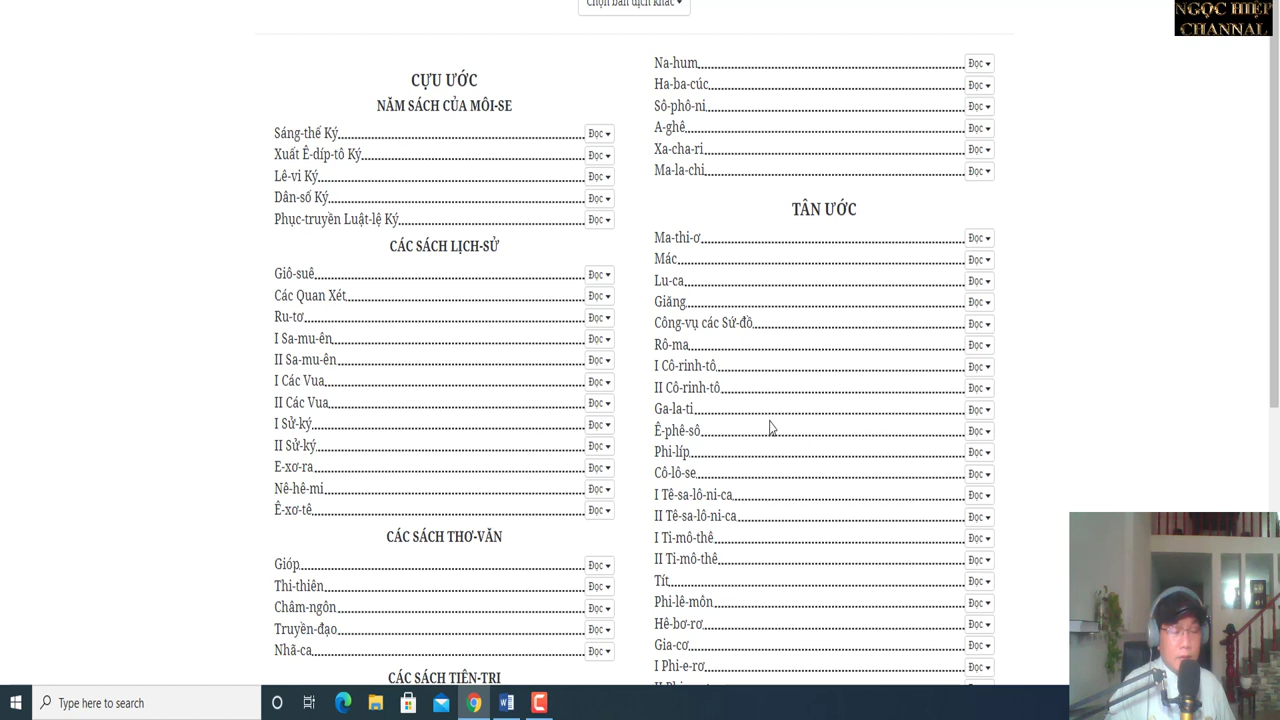 Chọn bản dịch khác
NGỌC HIỆP
CHANNAL
CỰU ƯỚC
NĂM SÁCH CỦA MÔI-SE
Sáng-thế Ký Đọc
Xuất Ê-díp-tô Ký Đọc
Lê-vi Ký Đọc
Dân-số Ký Đọc
Phục-truyền Luật-lệ Ký Đọc
CÁC SÁCH LỊCH-SỬ
Giô-suê Đọc
Các Quan Xét Đọc
Ru-tơ Đọc
I Sa-mu-ên Đọc
II Sa-mu-ên Đọc
I Các Vua Đọc
II Các Vua Đọc
I Sử-ký Đọc
II Sử-ký Đọc
E-xơ-ra Đọc
Nê-hê-mi Đọc
Ê-xơ-tê Đọc
CÁC SÁCH THƠ-VĂN
Gióp Đọc
Thi-thiên Đọc
Châm-ngôn Đọc
Truyền-đạo Đọc
Nhã-ca Đọc
CÁC SÁCH TIÊN-TRI
Na-hum Đọc
Ha-ba-cúc Đọc
Sô-phô-ni Đọc
A-ghê Đọc
Xa-cha-ri Đọc
Ma-la-chi Đọc
TÂN ƯỚC
Ma-thi-ơ Đọc
Mác Đọc
Lu-ca Đọc
Giăng Đọc
Công-vụ các Sứ-đồ Đọc
Rô-ma Đọc
I Cô-rinh-tô Đọc
II Cô-rinh-tô Đọc
Ga-la-ti Đọc
Ê-phê-sô Đọc
Phi-líp Đọc
Cô-lô-se Đọc
I Tê-sa-lô-ni-ca Đọc
II Tê-sa-lô-ni-ca Đọc
I Ti-mô-thê Đọc
II Ti-mô-thê Đọc
Tít Đọc
Phi-lê-môn Đọc
Hê-bơ-rơ Đọc
Gia-cơ Đọc
I Phi-e-rơ Đọc
Type here to search